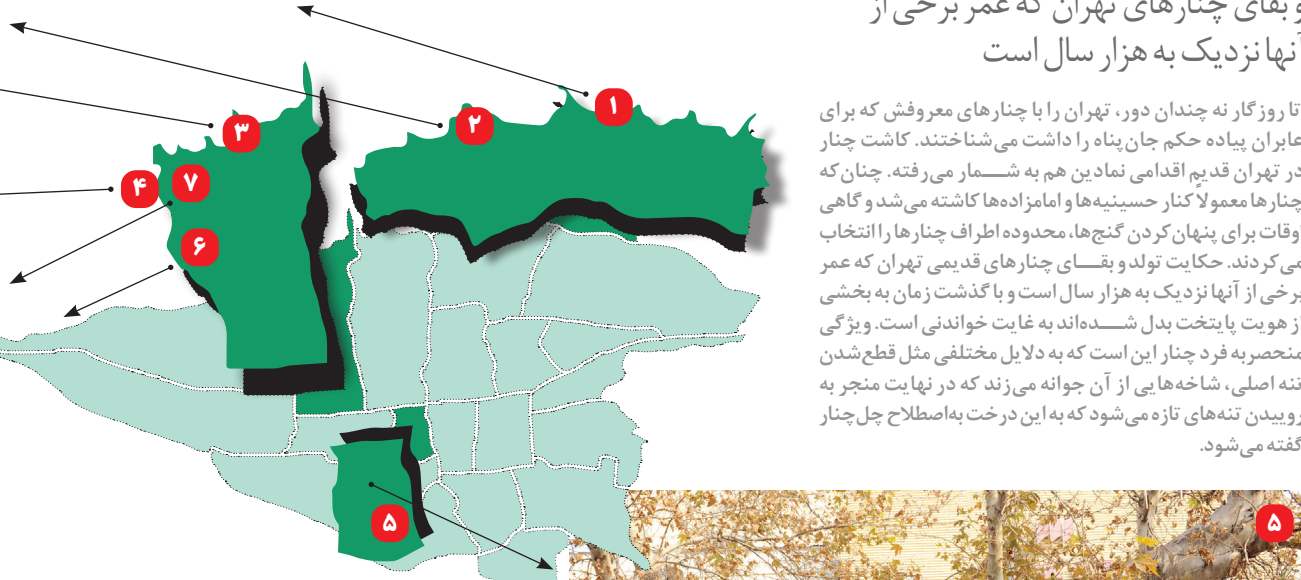 و بقای چنارهای تهران که عمر برخی از
آنها نزدیک به هزار سال است
تا روزگار نه چندان دور، تهران را با چنارهای معروفش که برای
عابران پیاده حکم جان‌پناه را داشت می‌شناختند. کاشت چنار
در تهران قدیم اقدامی نمادین هم به شـــمار می‌رفته. چنان‌که
چنارها معمولاً کنار حسینیه‌ها و امامزاده‌ها کاشته می‌شد و گاهی
اوقات برای پنهان کردن گنج‌ها، محدوده اطراف چنارها را انتخاب
می‌کردند. حکایت تولد و بقـــای چنارهای قدیمی تهران که عمر
برخی از آنها نزدیک به هزار سال است و با گذشت زمان به بخشی
از هویت پایتخت بدل شـــده‌اند به غایت خواندنی است. ویژگی
منحصربه فرد چنار این است که به دلایل مختلفی مثل قطع‌شدن
تنه اصلی، شاخه‌هایی از آن جوانه می‌زند که در نهایت منجر به
روییدن تنه‌های تازه می‌شود که به این درخت به‌اصطلاح چل‌چنار
گفته می‌شود.
۱
۲
۳
۴
۷
۶
۵
۵